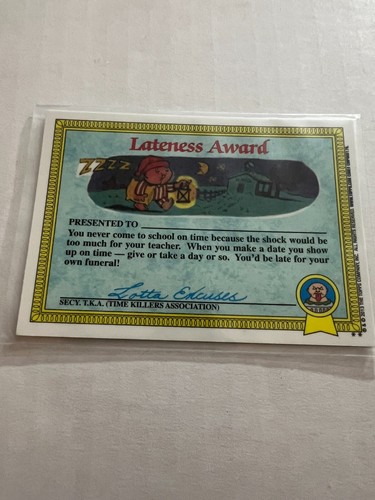 Lateness Award
ZZZZ
PRESENTED TO
You never come to school on time because the shock would be
too much for your teacher. When you make a date you show
up on time — give or take a day or so. You'd be late for your
own funeral!
Lotta Excuses
SECY. T.K.A. (TIME KILLERS ASSOCIATION)